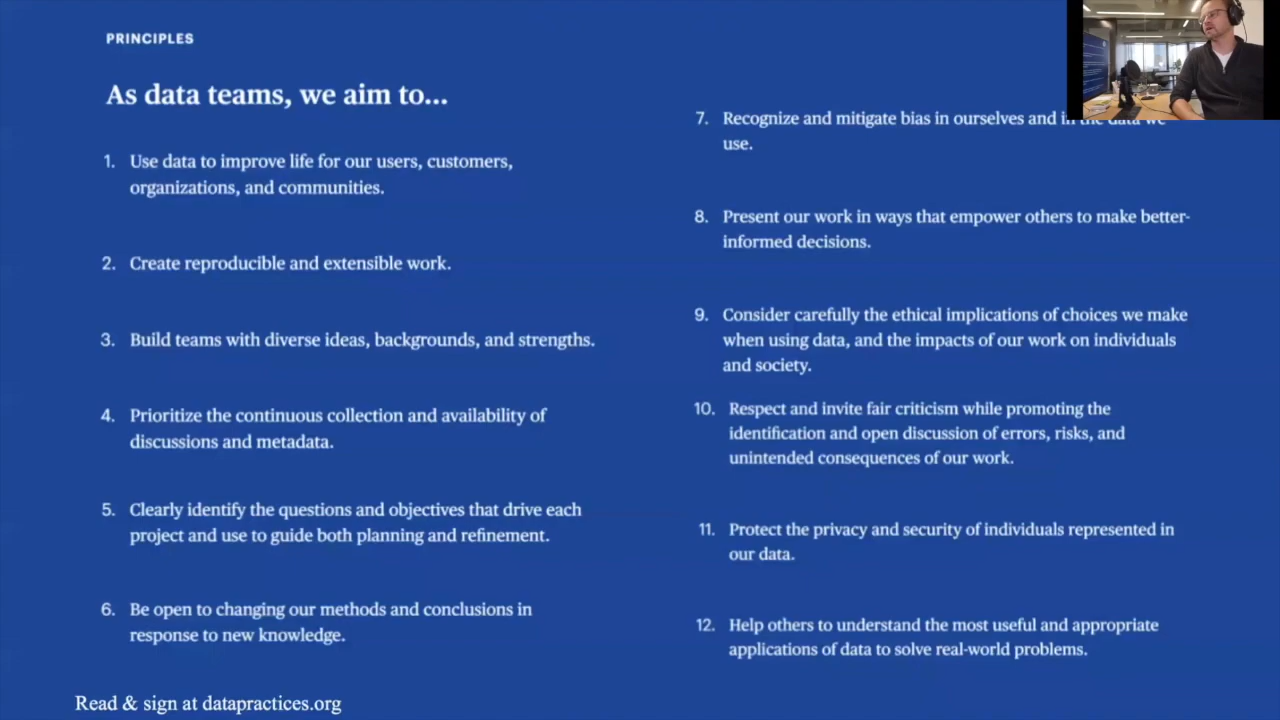 PRINCIPLES
As data teams, we aim to...
1. Use data to improve life for our users, customers,
organizations, and communities.
2. Create reproducible and extensible work.
3. Build teams with diverse ideas, backgrounds, and strengths.
4. Prioritize the continuous collection and availability of
discussions and metadata.
5. Clearly identify the questions and objectives that drive each
project and use to guide both planning and refinement.
6. Be open to changing our methods and conclusions in
response to new knowledge.
7. Recognize and mitigate bias in ourselves and in the data we
use.
8. Present our work in ways that empower others to make better-
informed decisions.
9. Consider carefully the ethical implications of choices we make
when using data, and the impacts of our work on individuals
and society.
10. Respect and invite fair criticism while promoting the
identification and open discussion of errors, risks, and
unintended consequences of our work.
11. Protect the privacy and security of individuals represented in
our data.
12. Help others to understand the most useful and appropriate
applications of data to solve real-world problems.
Read & sign at datapractices.org